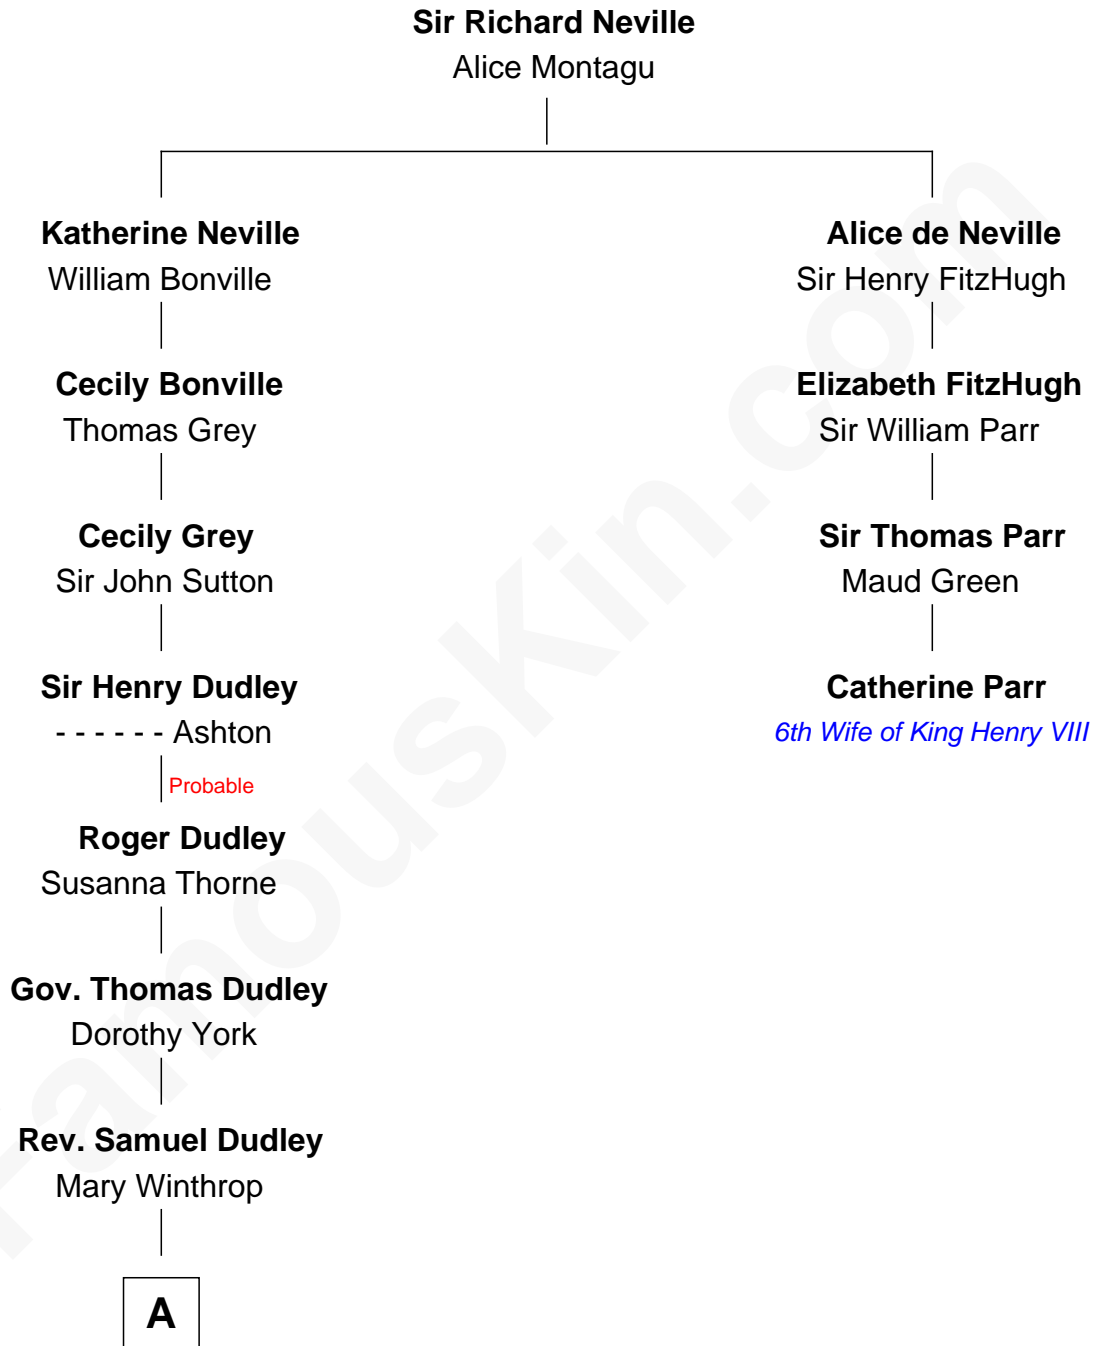 Sir Richard Neville
Alice Montagu
Katherine Neville
William Bonville
Alice de Neville
Sir Henry FitzHugh
Cecily Bonville
Thomas Grey
Elizabeth FitzHugh
Sir William Parr
Cecily Grey
Sir John Sutton
Sir Thomas Parr
Maud Green
Sir Henry Dudley
- - - - - - Ashton
Probable
Catherine Parr
6th Wife of King Henry VIII
Roger Dudley
Susanna Thorne
Gov. Thomas Dudley
Dorothy York
Rev. Samuel Dudley
Mary Winthrop
A
FamousKin.com